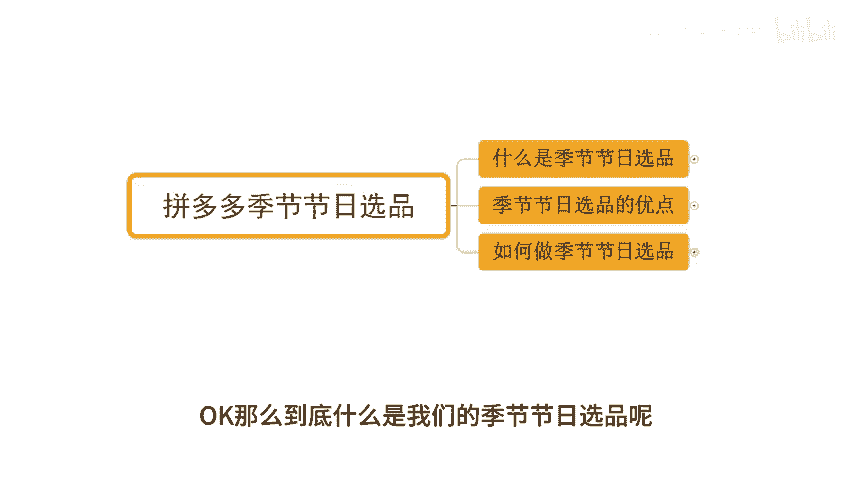 拼多多季节节日选品
什么是季节节日选品
季节节日选品的优点
如何做季节节日选品
OK那么到底什么是我们的季节节日选品呢